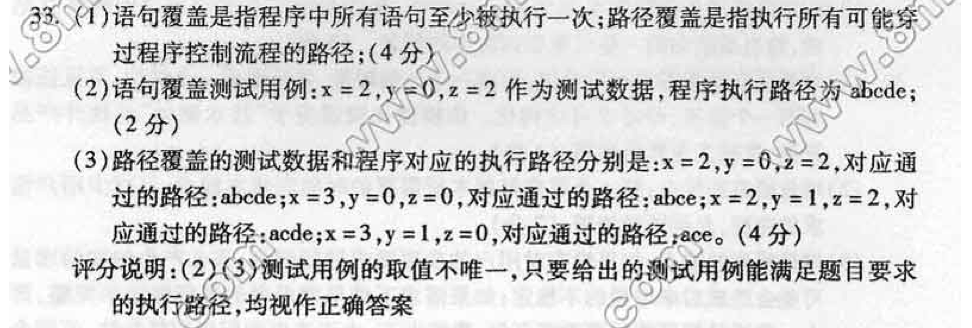 33. (1)语句覆盖是指程序中所有语句至少被执行一次;路径覆盖是指执行所有可能穿
过程序控制流程的路径;(4分)
(2)语句覆盖测试用例:x=2,y=0,z=2 作为测试数据,程序执行路径为 abcde;
(2分)
(3)路径覆盖的测试数据和程序对应的执行路径分别是:x=2,y=0,z=2,对应通
过的路径:abcde;x=3,y=0,z=0,对应通过的路径:abce;x=2,y=1,z=2,对
应通过的路径:acde;x=3,y=1,z=0,对应通过的路径:ace。(4分)
评分说明:(2)(3)测试用例的取值不唯一,只要给出的测试用例能满足题目要求
的执行路径,均视作正确答案